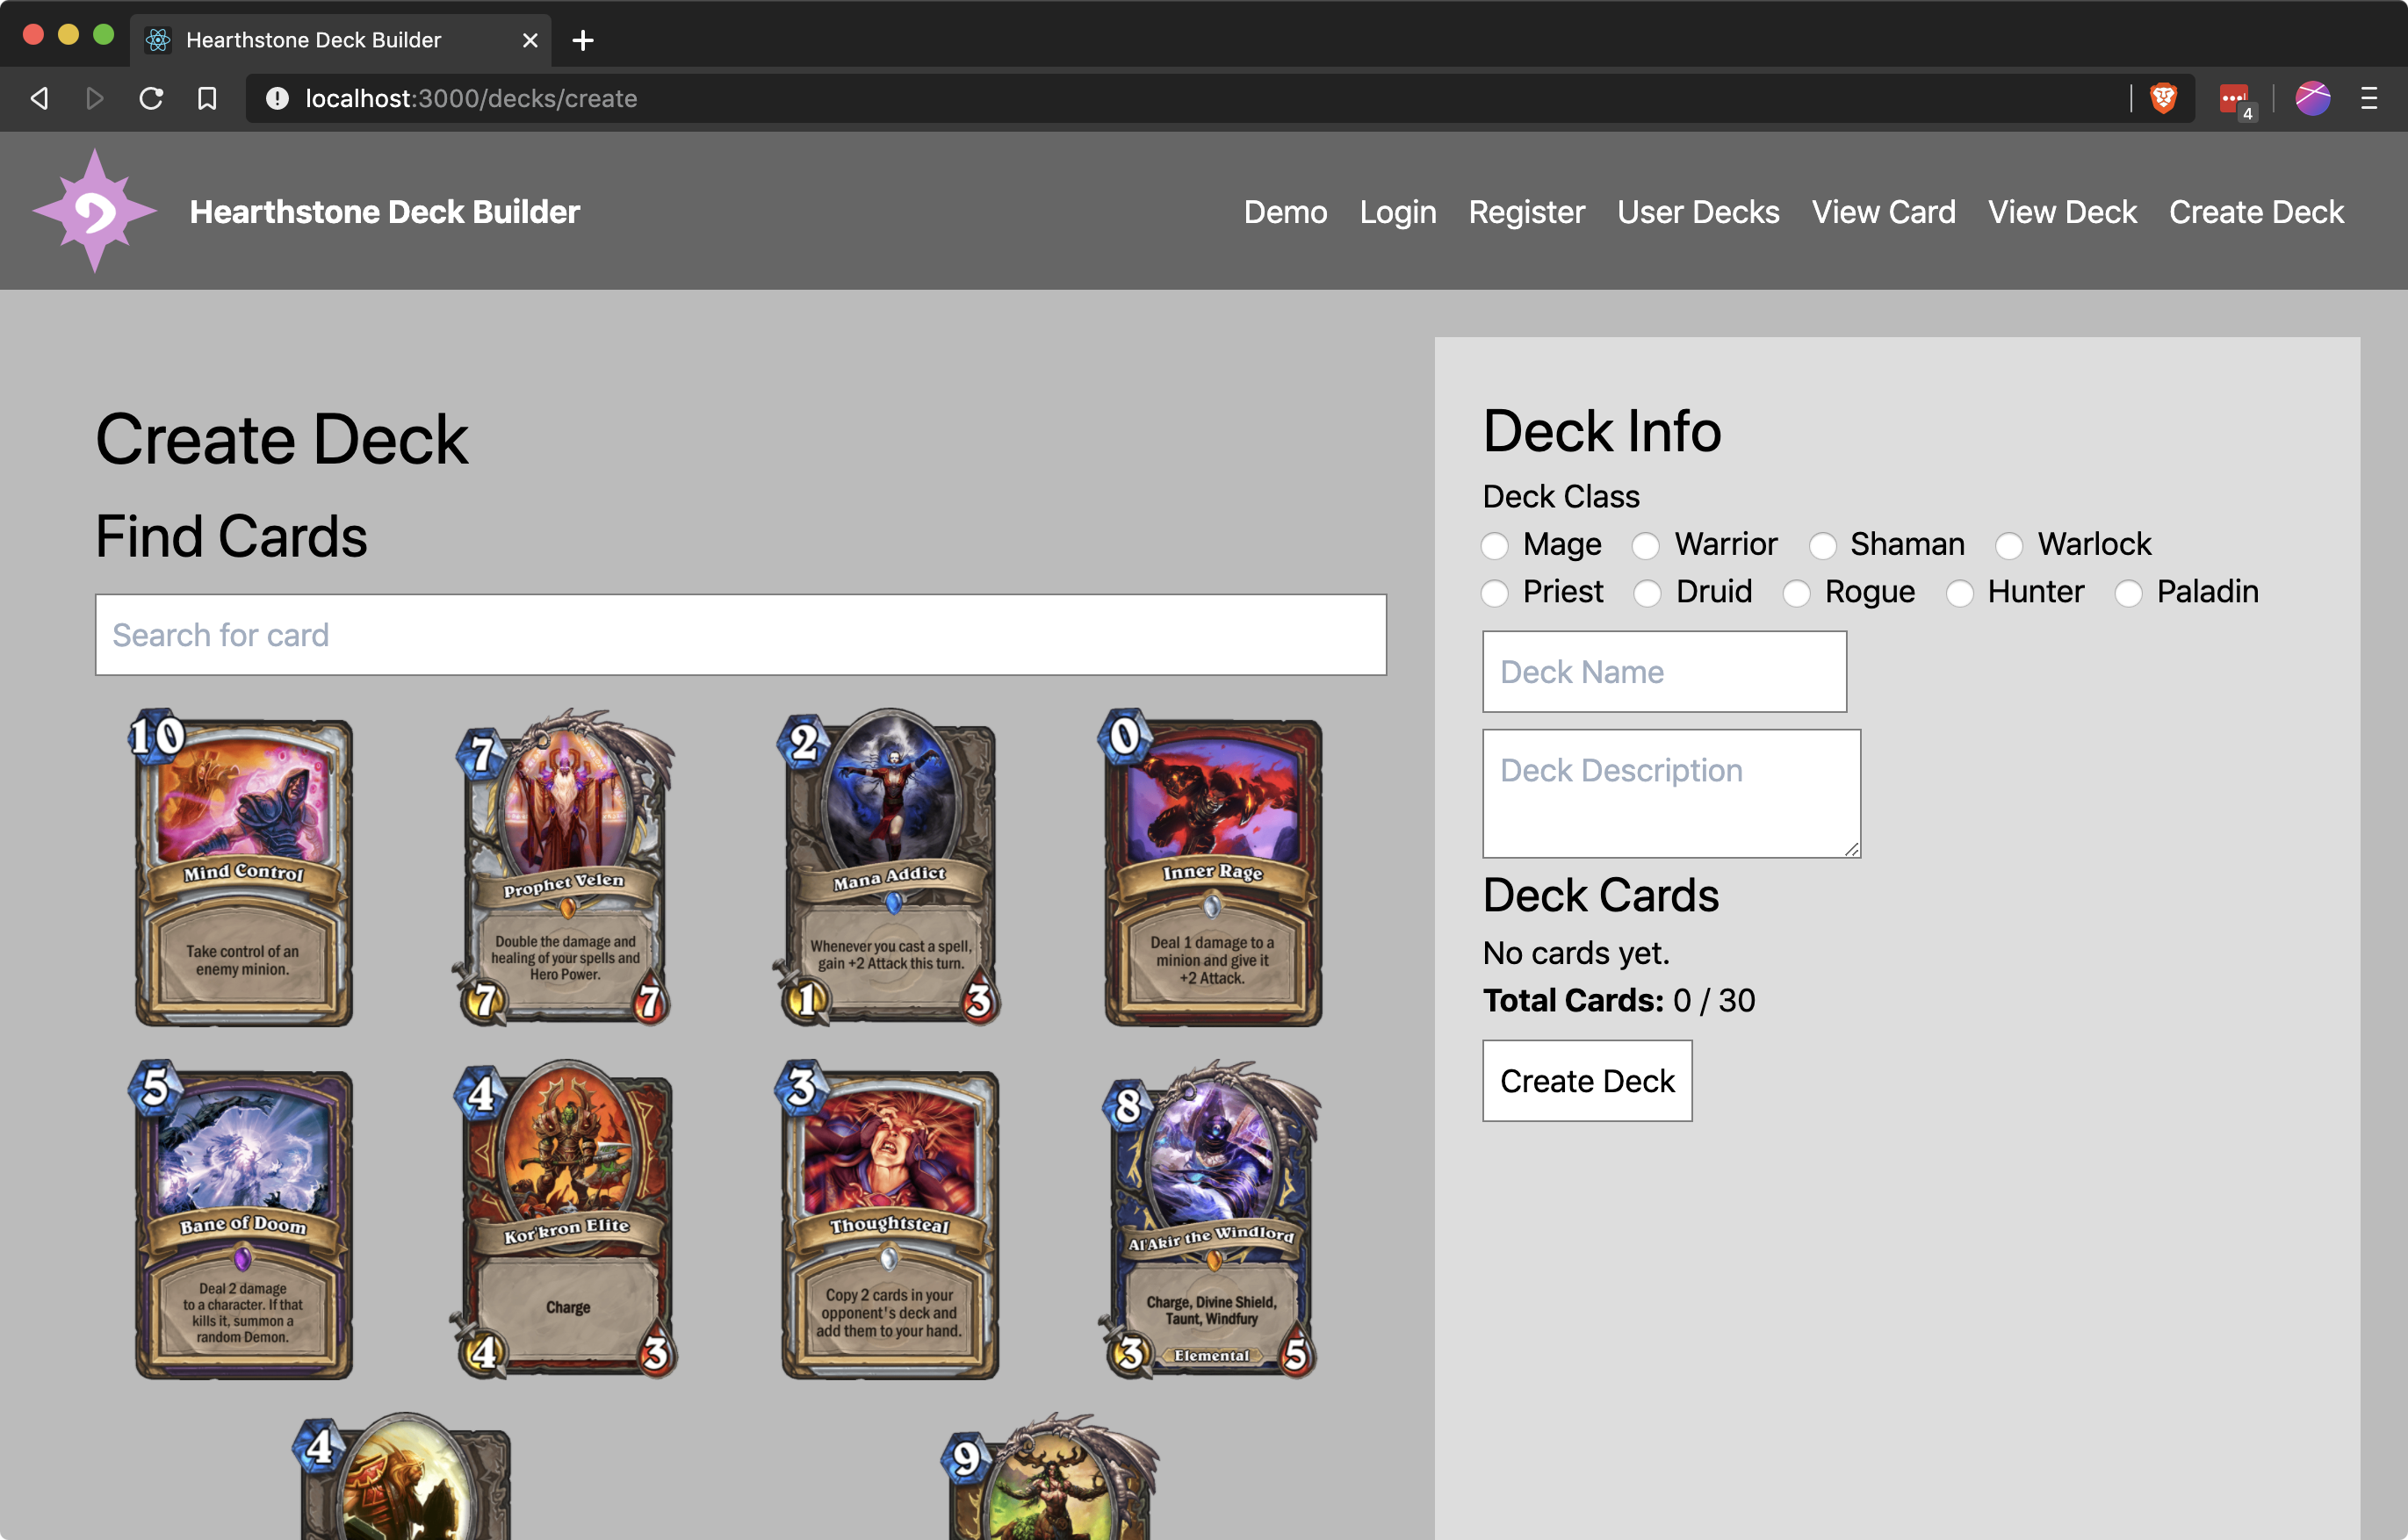 Hearthstone Deck Builder
localhost:3000/decks/create
4
Hearthstone Deck Builder
Demo Login Register User Decks View Card View Deck Create Deck
Create Deck
Find Cards
Search for card
10
Mind Control
Take control of an
enemy minion.
7
Prophet Velen
Double the damage and
healing of your spells and
Hero Power.
7 7
2
Mana Addict
Whenever you cast a spell,
gain +2 Attack this turn.
1 3
0
Inner Rage
Deal 1 damage to a
minion and give it
+2 Attack.
5
Bane of Doom
Deal 2 damage
to a character. If that
kills it, summon a
random Demon.
4
Kor'kron Elite
Charge
4 3
3
Thoughtsteal
Copy 2 cards in your
opponent's deck and
add them to your hand.
8
Al'Akir the Windlord
Charge, Divine Shield,
Taunt, Windfury
3 Elemental 5
4
9
Deck Info
Deck Class
Mage Warrior Shaman Warlock
Priest Druid Rogue Hunter Paladin
Deck Name
Deck Description
Deck Cards
No cards yet.
Total Cards: 0 / 30
Create Deck